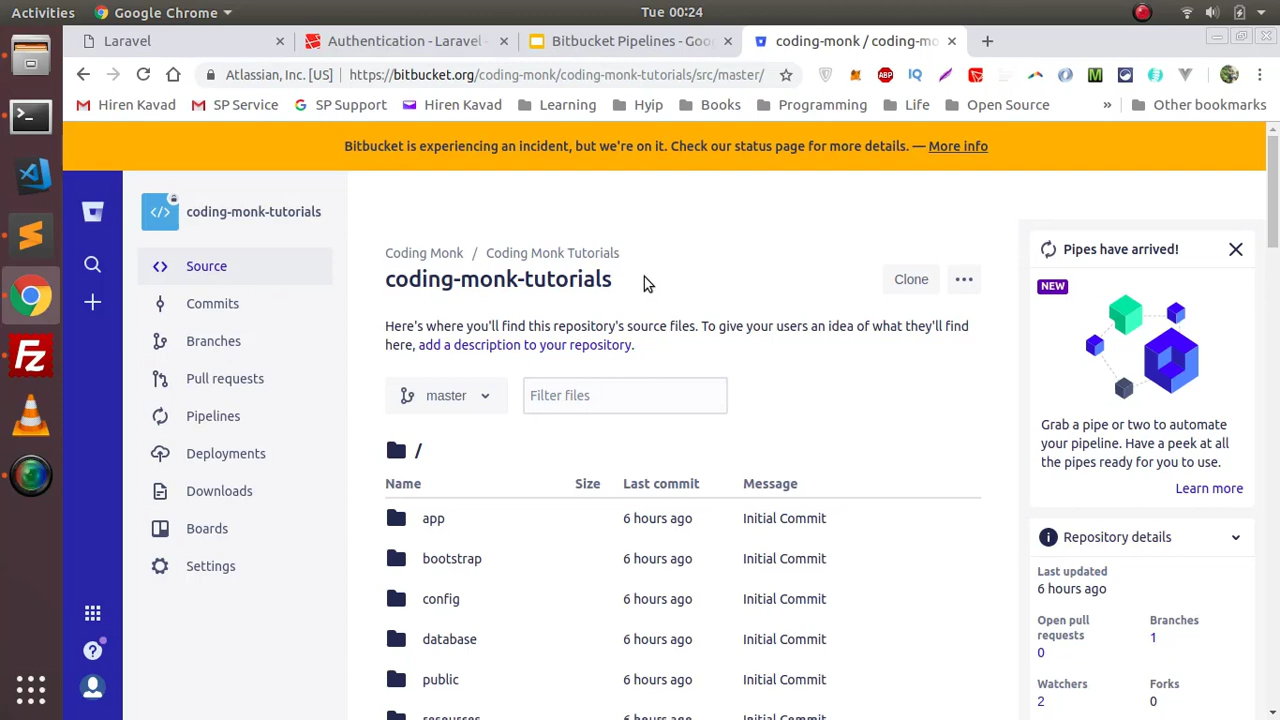 Activities
Google Chrome
Tue 00:24
Laravel
Authentication - Laravel -
Bitbucket Pipelines - Goo
coding-monk / coding-mo
Atlassian, Inc. [US]
https://bitbucket.org/coding-monk/coding-monk-tutorials/src/master/
ABP
IQ
M
Hiren Kavad
SP Service
SP Support
Hiren Kavad
Learning
Hyip
Books
Programming
Life
Open Source
»
Other bookmarks
Bitbucket is experiencing an incident, but we're on it. Check our status page for more details. — More info
coding-monk-tutorials
Source
Commits
Branches
Pull requests
Pipelines
Deployments
Downloads
Boards
Settings
Coding Monk / Coding Monk Tutorials
coding-monk-tutorials
Clone
Here's where you'll find this repository's source files. To give your users an idea of what they'll find
here, add a description to your repository.
master
Filter files
/
Name Size Last commit Message
app 6 hours ago Initial Commit
bootstrap 6 hours ago Initial Commit
config 6 hours ago Initial Commit
database 6 hours ago Initial Commit
public 6 hours ago Initial Commit
resources 6 hours ago Initial Commit
Pipes have arrived!
NEW
Grab a pipe or two to automate
your pipeline. Have a peek at all
the pipes ready for you to use.
Learn more
Repository details
Last updated
6 hours ago
Open pull
requests
0
Branches
1
Watchers
2
Forks
0